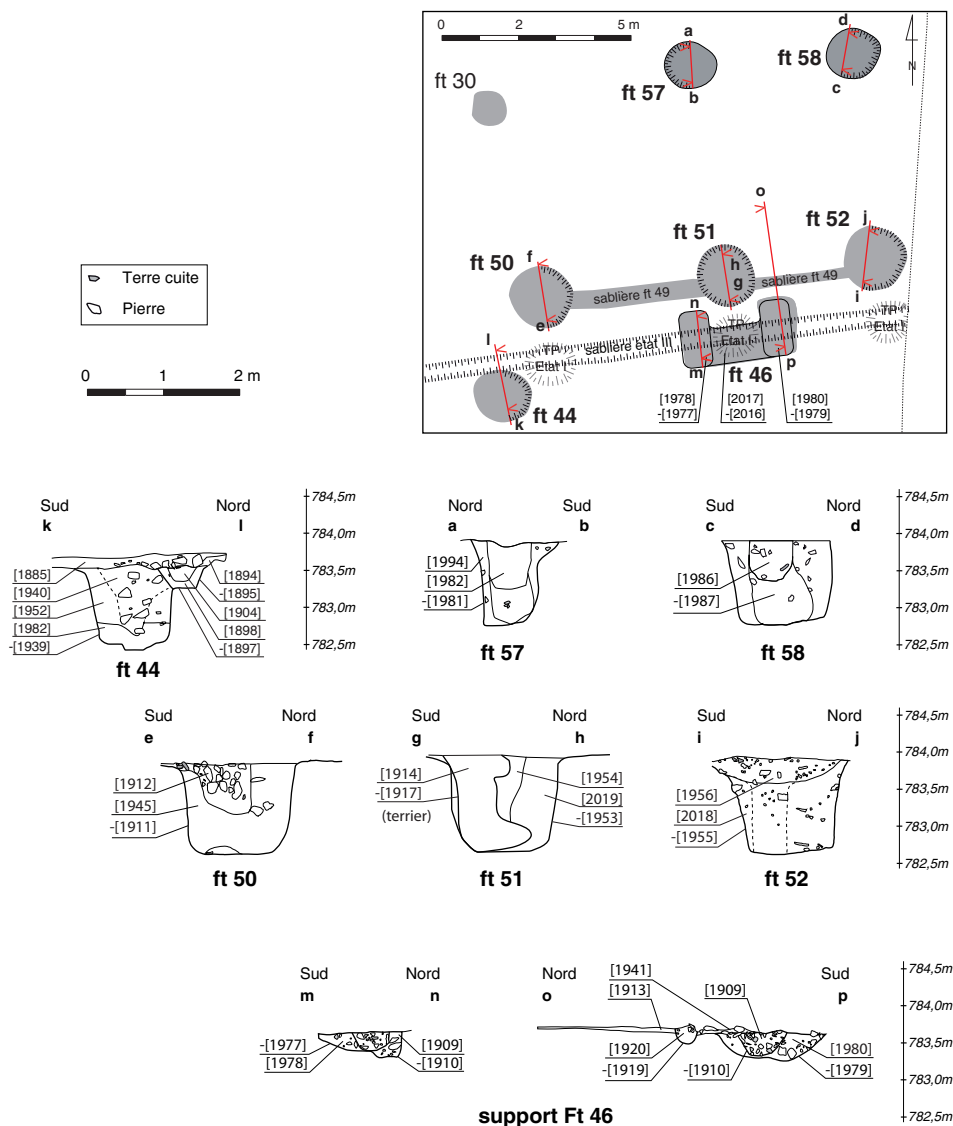 0 2 5 m
d
a
ft 58
ft 30
ft 57
N
b
c
o
ft 51
ft 52
j
ft 50
f
h
g
sablière ft 49
sablière ft 49
i
n
e
l
TP
Etat I
sablière etat III
TP
Etat I
TP
Etat I
m
ft 46
p
k
ft 44
[1978]
-[1977]
[2017]
-[2016]
[1980]
-[1979]
Terre cuite
Pierre
0 1 2 m
Sud
k
Nord
l
[1885]
[1940]
[1952]
[1982]
-[1939]
[1894]
-[1895]
[1904]
[1898]
-[1897]
ft 44
784,5m
784,0m
783,5m
783,0m
782,5m
Nord
a
Sud
b
[1994]
[1982]
-[1981]
ft 57
Sud
c
Nord
d
[1986]
-[1987]
ft 58
784,5m
784,0m
783,5m
783,0m
782,5m
Sud
e
Nord
f
[1912]
[1945]
-[1911]
ft 50
Sud
g
Nord
h
[1914]
-[1917]
(terrier)
[1954]
[2019]
-[1953]
ft 51
Sud
i
Nord
j
[1956]
[2018]
-[1955]
ft 52
784,5m
784,0m
783,5m
783,0m
782,5m
Sud
m
Nord
n
-[1977]
[1978]
[1909]
-[1910]
Nord
o
Sud
p
[1941]
[1913]
[1909]
[1920]
-[1919]
-[1910]
[1980]
-[1979]
784,5m
784,0m
783,5m
783,0m
782,5m
support Ft 46